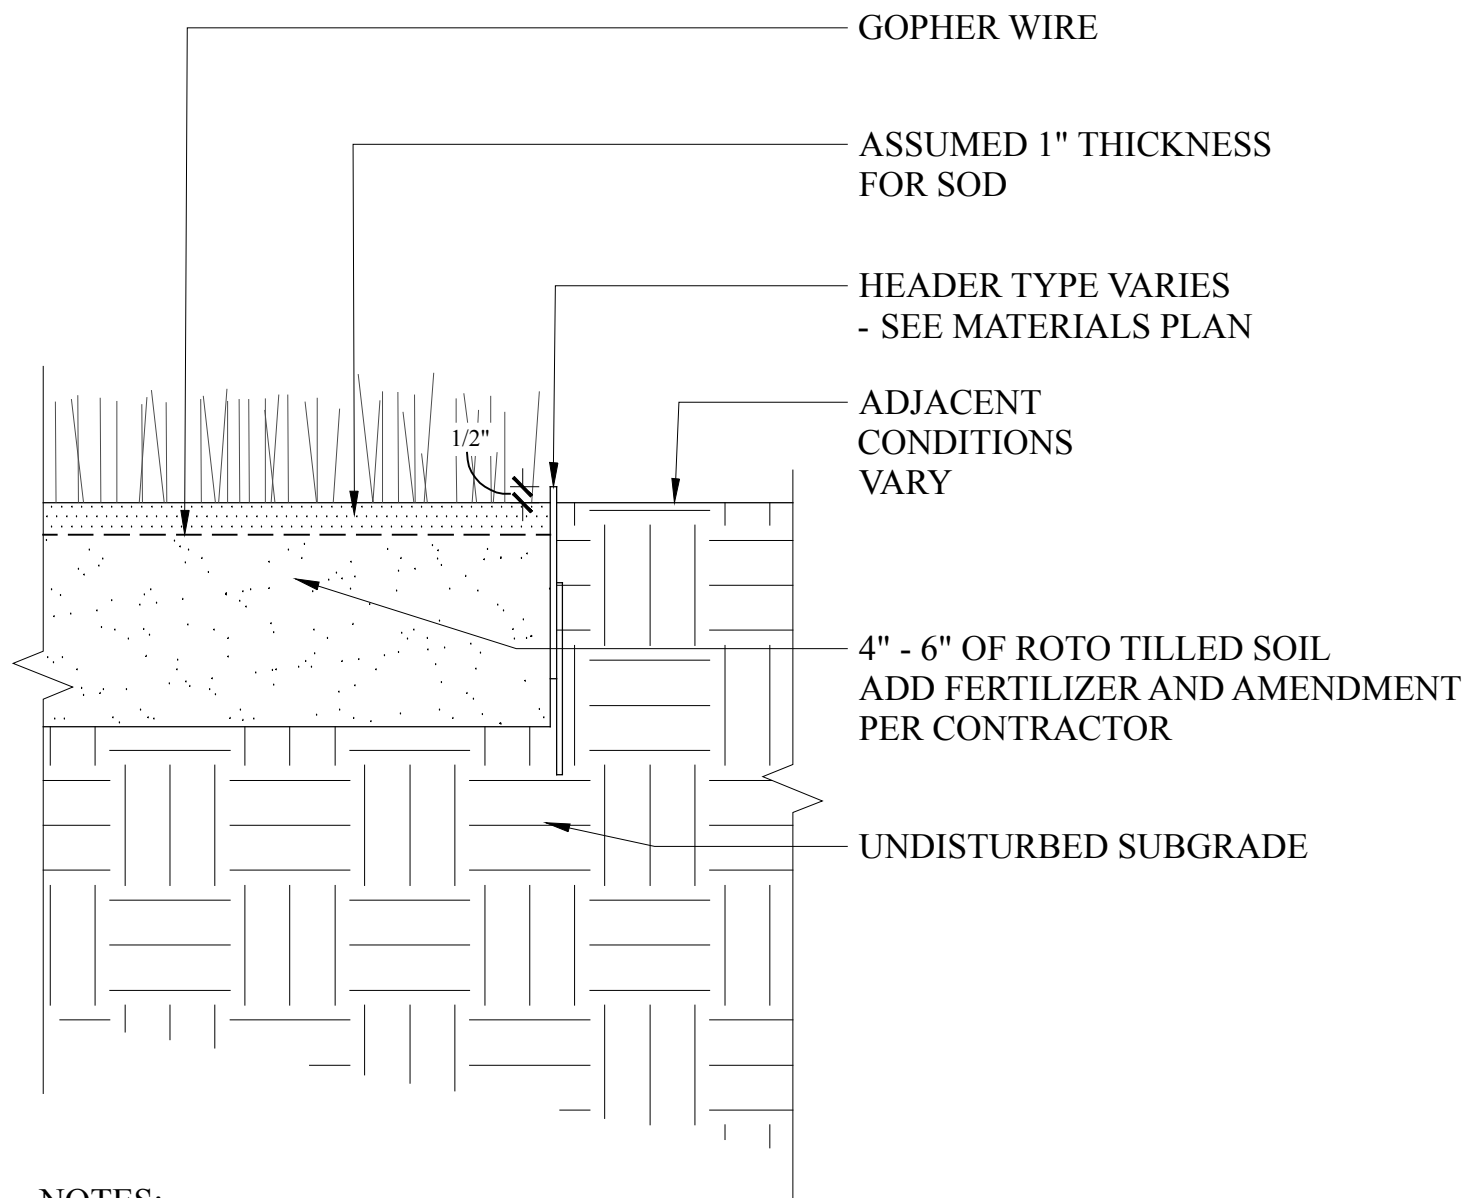 GOPHER WIRE
ASSUMED 1" THICKNESS
FOR SOD
HEADER TYPE VARIES
- SEE MATERIALS PLAN
ADJACENT
CONDITIONS
VARY
1/2"
4" - 6" OF ROTO TILLED SOIL
ADD FERTILIZER AND AMENDMENT
PER CONTRACTOR
UNDISTURBED SUBGRADE
NOTES: